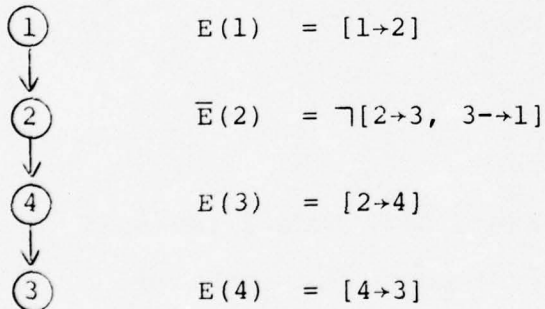 1 E(1) = [1→2]
2 E̅(2) = ¬[2→3, 3-→1]
4 E(3) = [2→4]
3 E(4) = [4→3]